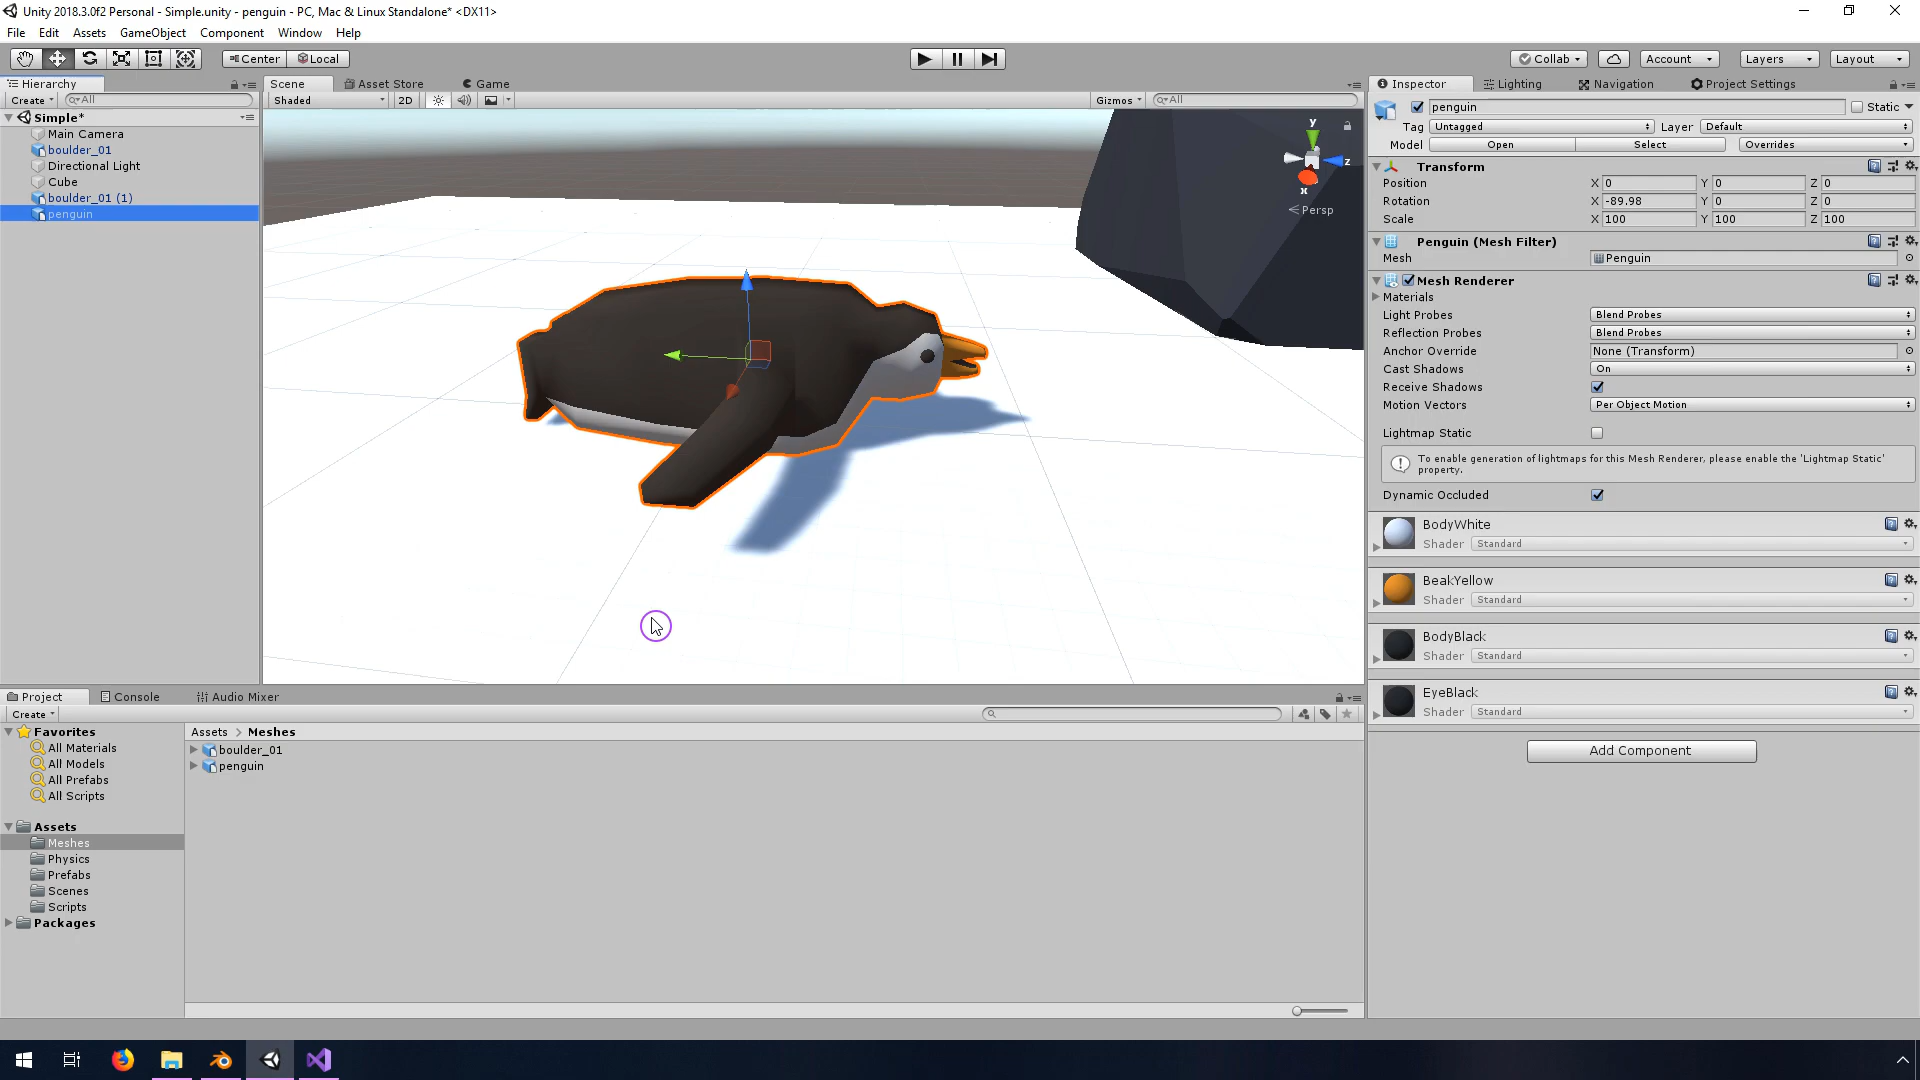 Unity 2018.3.0f2 Personal - Simple.unity - penguin - PC, Mac & Linux Standalone* <DX11>
File Edit Assets GameObject Component Window Help
Center Local Collab Account Layers Layout
Hierarchy
Create All
Simple*
Main Camera
boulder_01
Directional Light
Cube
boulder_01 (1)
penguin
Scene Asset Store Game
Shaded 2D Gizmos All
y
z
x
Persp
Inspector Lighting Navigation Project Settings
penguin Static
Tag Untagged Layer Default
Model Open Select Overrides
Transform
Position X 0 Y 0 Z 0
Rotation X -89.98 Y 0 Z 0
Scale X 100 Y 100 Z 100
Penguin (Mesh Filter)
Mesh Penguin
Mesh Renderer
Materials
Light Probes Blend Probes
Reflection Probes Blend Probes
Anchor Override None (Transform)
Cast Shadows On
Receive Shadows
Motion Vectors Per Object Motion
Lightmap Static
To enable generation of lightmaps for this Mesh Renderer, please enable the 'Lightmap Static'
property.
Dynamic Occluded
BodyWhite
Shader Standard
BeakYellow
Shader Standard
BodyBlack
Shader Standard
EyeBlack
Shader Standard
Add Component
Project Console Audio Mixer
Create
Favorites
All Materials
All Models
All Prefabs
All Scripts
Assets
Meshes
Physics
Prefabs
Scenes
Scripts
Packages
Assets > Meshes
boulder_01
penguin